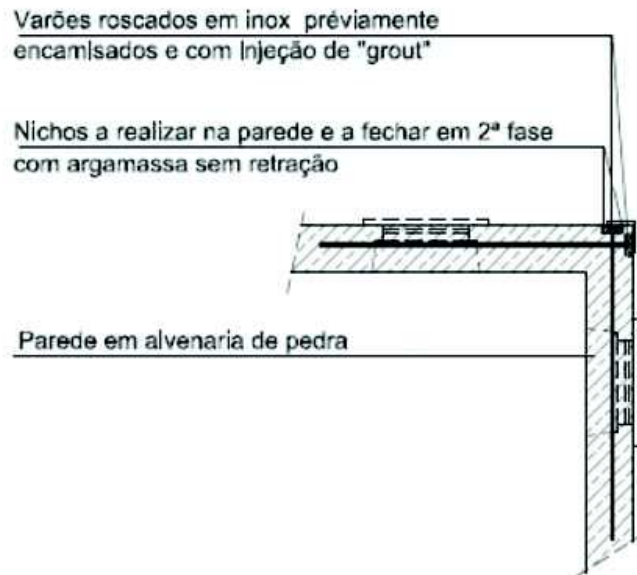 Varões roscados em inox préviamente
encamisados e com injeção de "grout"
Nichos a realizar na parede e a fechar em 2ª fase
com argamassa sem retração
Parede em alvenaria de pedra